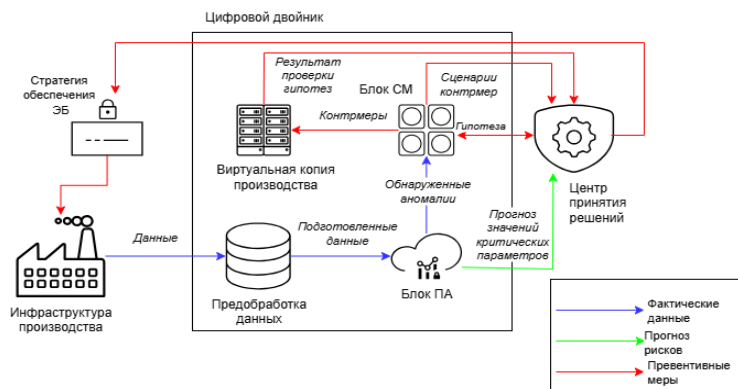 Цифровой двойник
Стратегия
обеспечения
ЭБ
Результат
проверки
гипотез
Блок СМ
Сценарии
контрмер
Контрмеры
Гипотеза
Виртуальная копия
производства
Центр
принятия
решений
Обнаруженные
аномалии
Данные
Подготовленные
данные
Прогноз
значений
критических
параметров
Инфраструктура
производства
Предобработка
данных
Блок ПА
Фактические
данные
Прогноз
рисков
Превентивные
меры